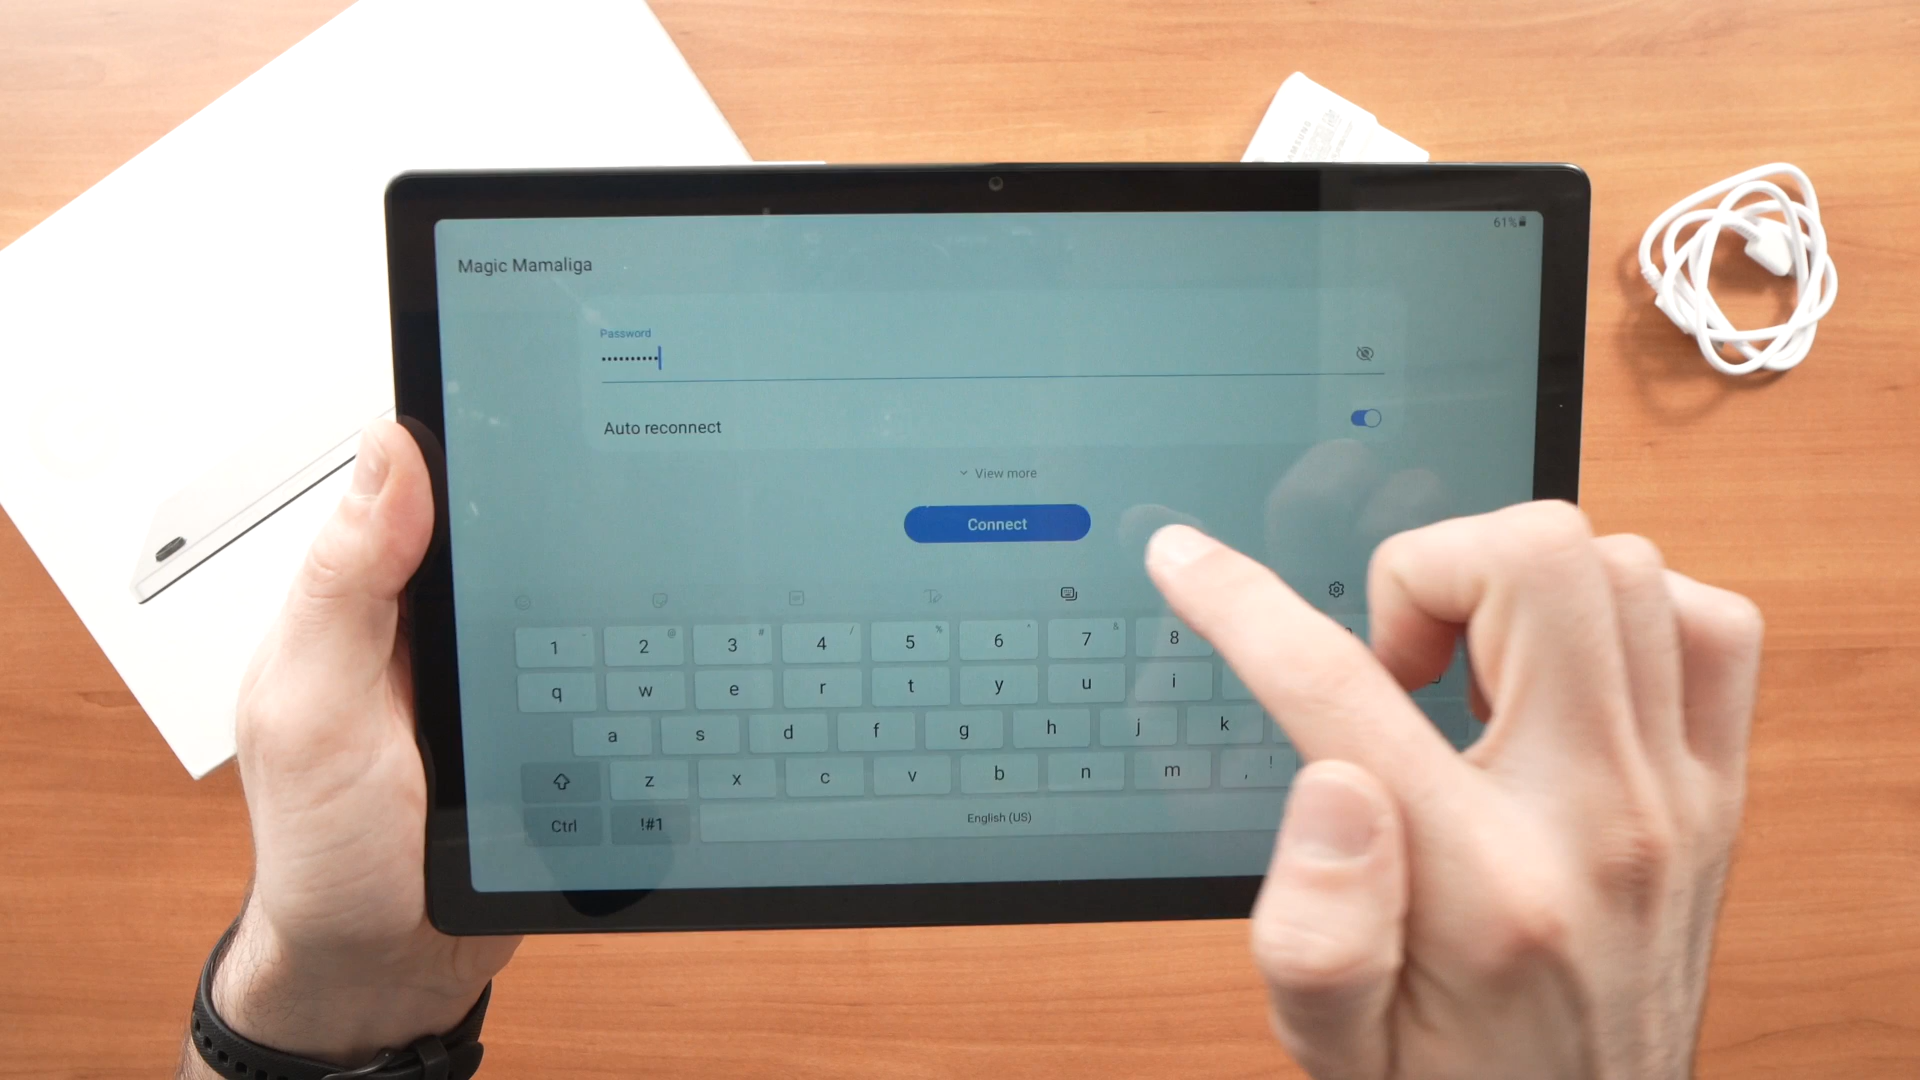 61%
Magic Mamaliga
Password
Auto reconnect
View more
Connect
1 2 @ 3 # 4 / 5 % 6 ^ 7 & 8
q w e r t y u i
a s d f g h j k
z x c v b n m , !
Ctrl !#1 English (US)